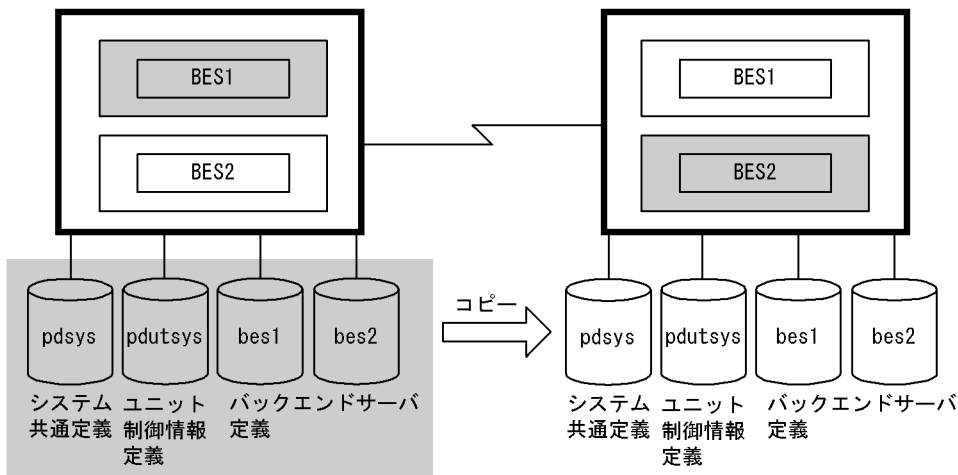 BES1
BES2
BES1
BES2
pdsys
pdutsys
bes1
bes2
システム
共通定義
ユニット
制御情報
定義
バックエンドサーバ
定義
コピー
pdsys
pdutsys
bes1
bes2
システム
共通定義
ユニット
制御情報
定義
バックエンドサーバ
定義